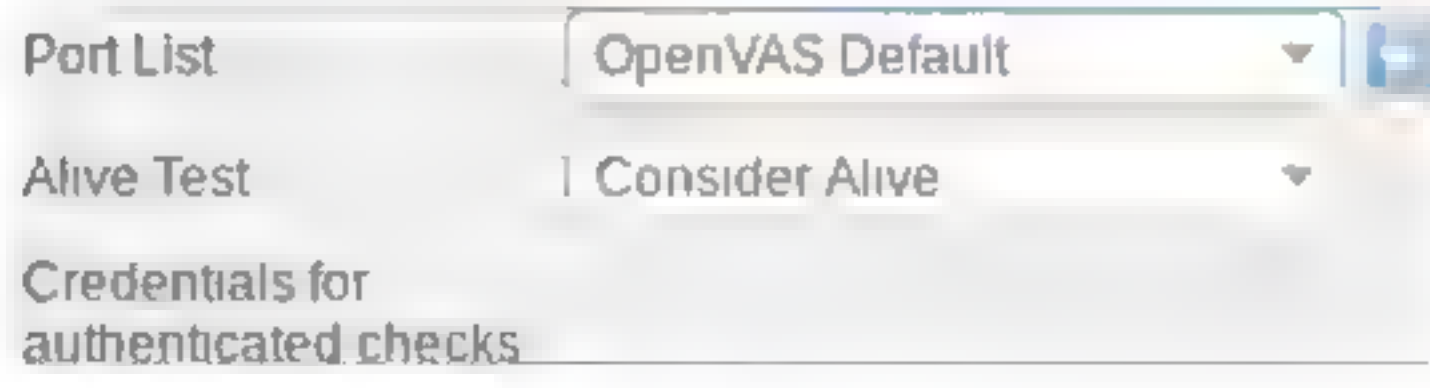 Port List OpenVAS Default
Alive Test Consider Alive
Credentials for
authenticated checks